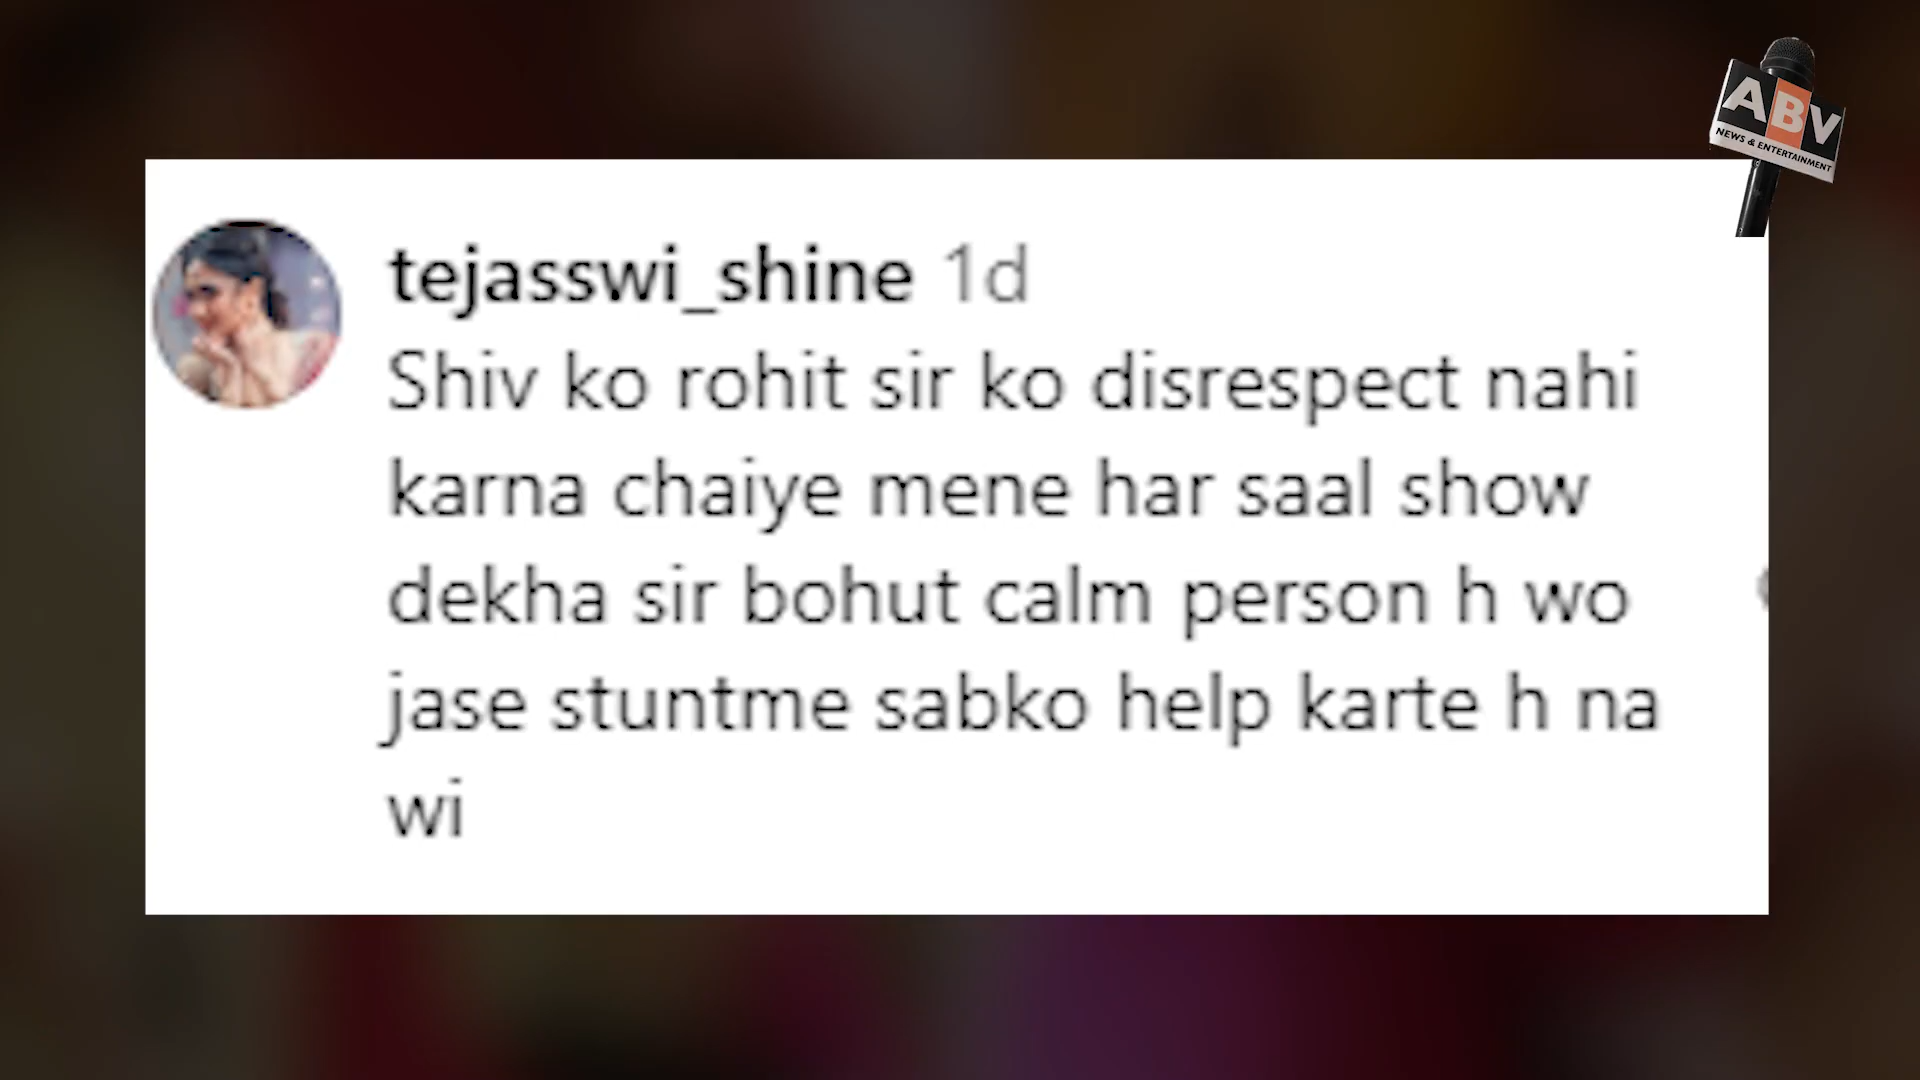 ABV
NEWS & ENTERTAINMENT
tejasswi_shine 1d
Shiv ko rohit sir ko disrespect nahi
karna chaiye mene har saal show
dekha sir bohut calm person h wo
jase stuntme sabko help karte h na
wi